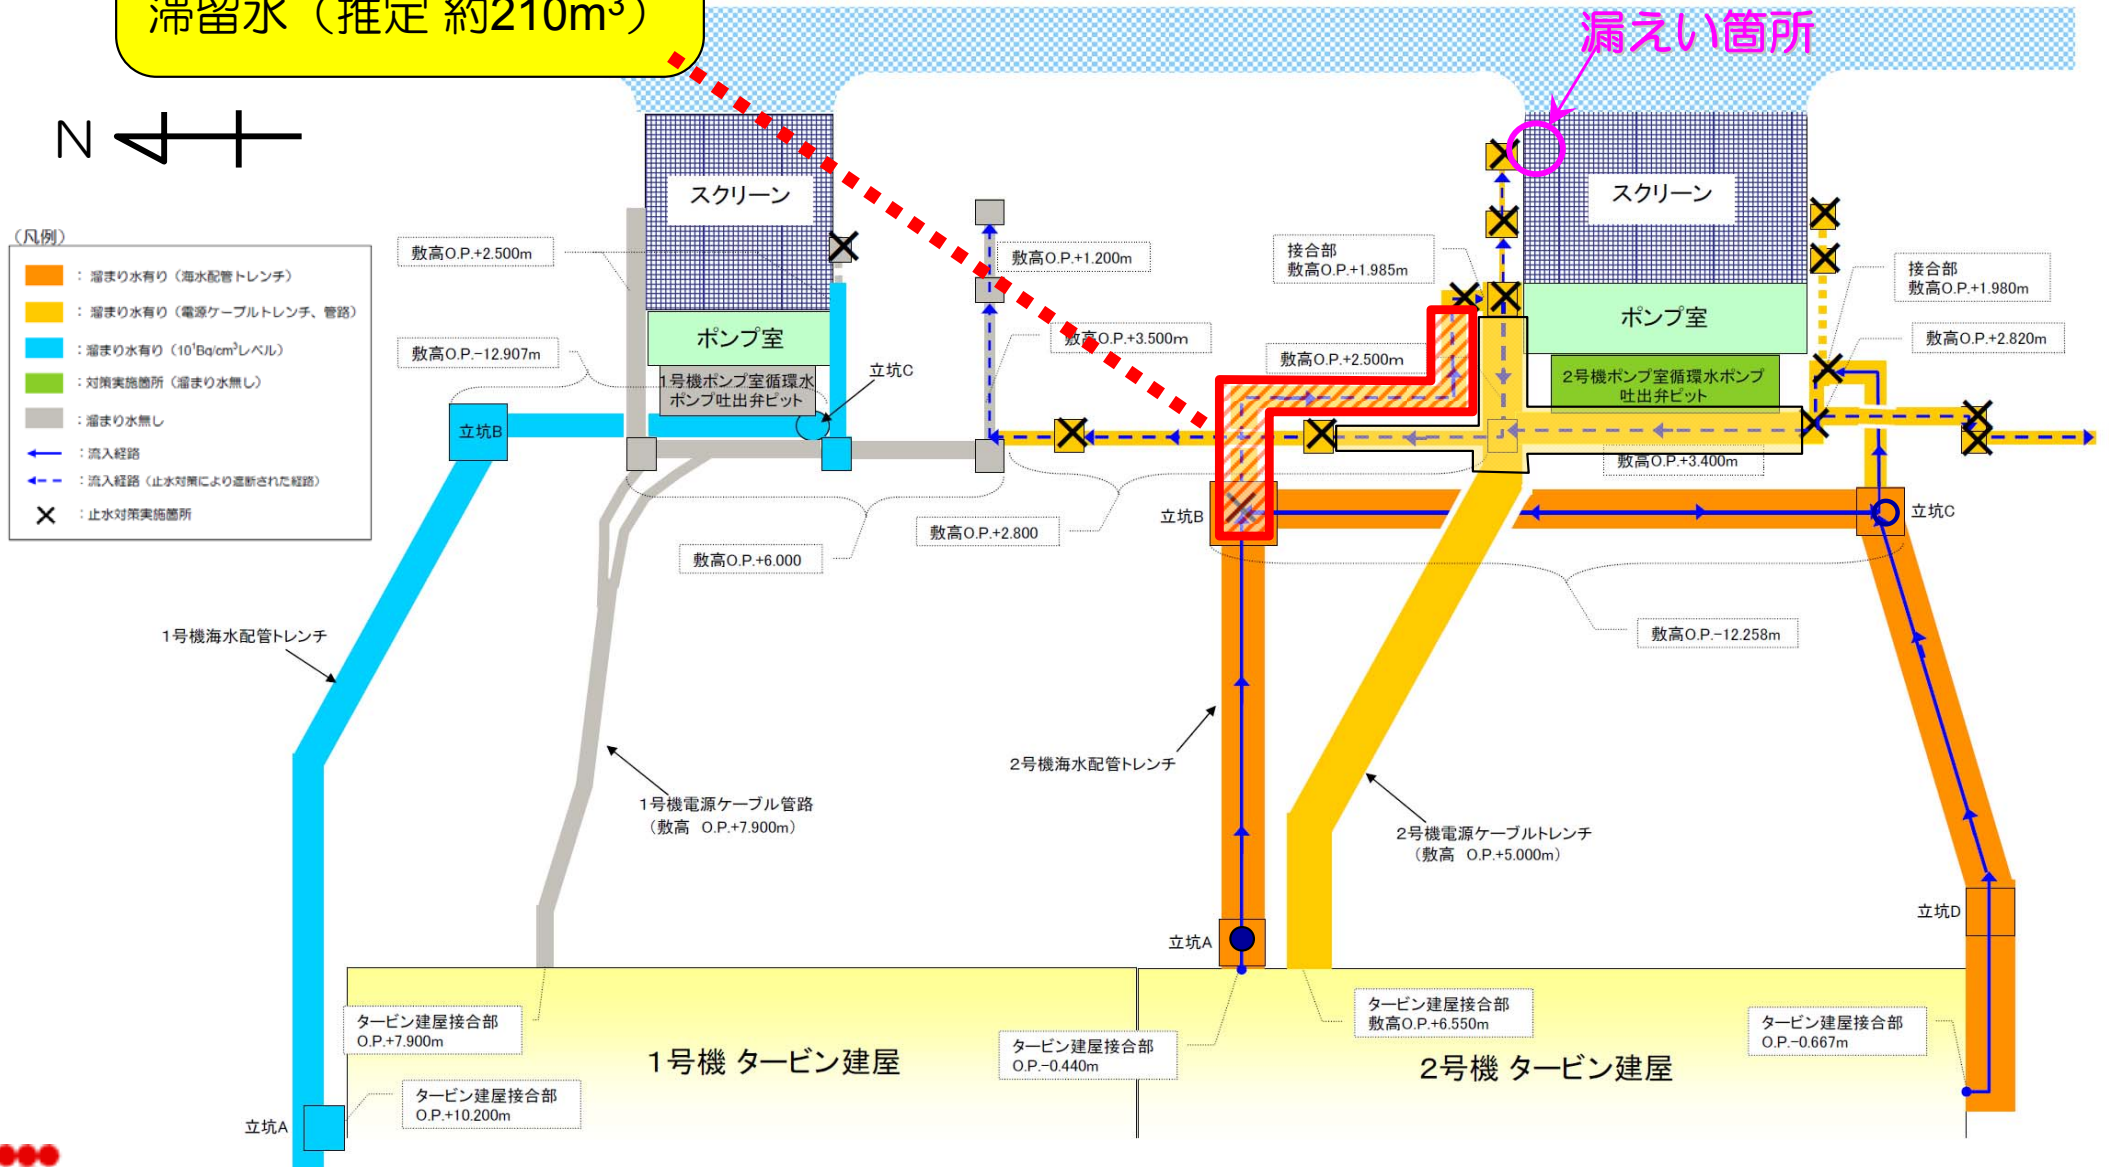 滞留水（推定 約210m³）
漏えい箇所
N
スクリーン
スクリーン
（凡例）
：溜まり水有り（海水配管トレンチ）
：溜まり水有り（電源ケーブルトレンチ、管路）
：溜まり水有り（10¹Bq/cm³レベル）
：対策実施箇所（溜まり水無し）
：溜まり水無し
：流入経路
：流入経路（止水対策により遮断された経路）
：止水対策実施箇所
敷高O.P.+2.500m
敷高O.P.+1.200m
接合部
敷高O.P.+1.985m
接合部
敷高O.P.+1.980m
敷高O.P.-12.907m
ポンプ室
敷高O.P.+3.500m
敷高O.P.+2.500m
ポンプ室
敷高O.P.+2.820m
1号機ポンプ室循環水
ポンプ吐出弁ピット
立坑C
2号機ポンプ室循環水ポンプ
吐出弁ピット
立坑B
敷高O.P.+3.400m
立坑B
立坑C
敷高O.P.+2.800
敷高O.P.+6.000
敷高O.P.-12.258m
1号機海水配管トレンチ
2号機海水配管トレンチ
1号機電源ケーブル管路
（敷高 O.P.+7.900m）
2号機電源ケーブルトレンチ
（敷高 O.P.+5.000m）
立坑A
立坑D
タービン建屋接合部
O.P.+7.900m
タービン建屋接合部
敷高O.P.+6.550m
タービン建屋接合部
O.P.-0.667m
1号機 タービン建屋
タービン建屋接合部
O.P.-0.440m
2号機 タービン建屋
タービン建屋接合部
O.P.+10.200m
立坑A